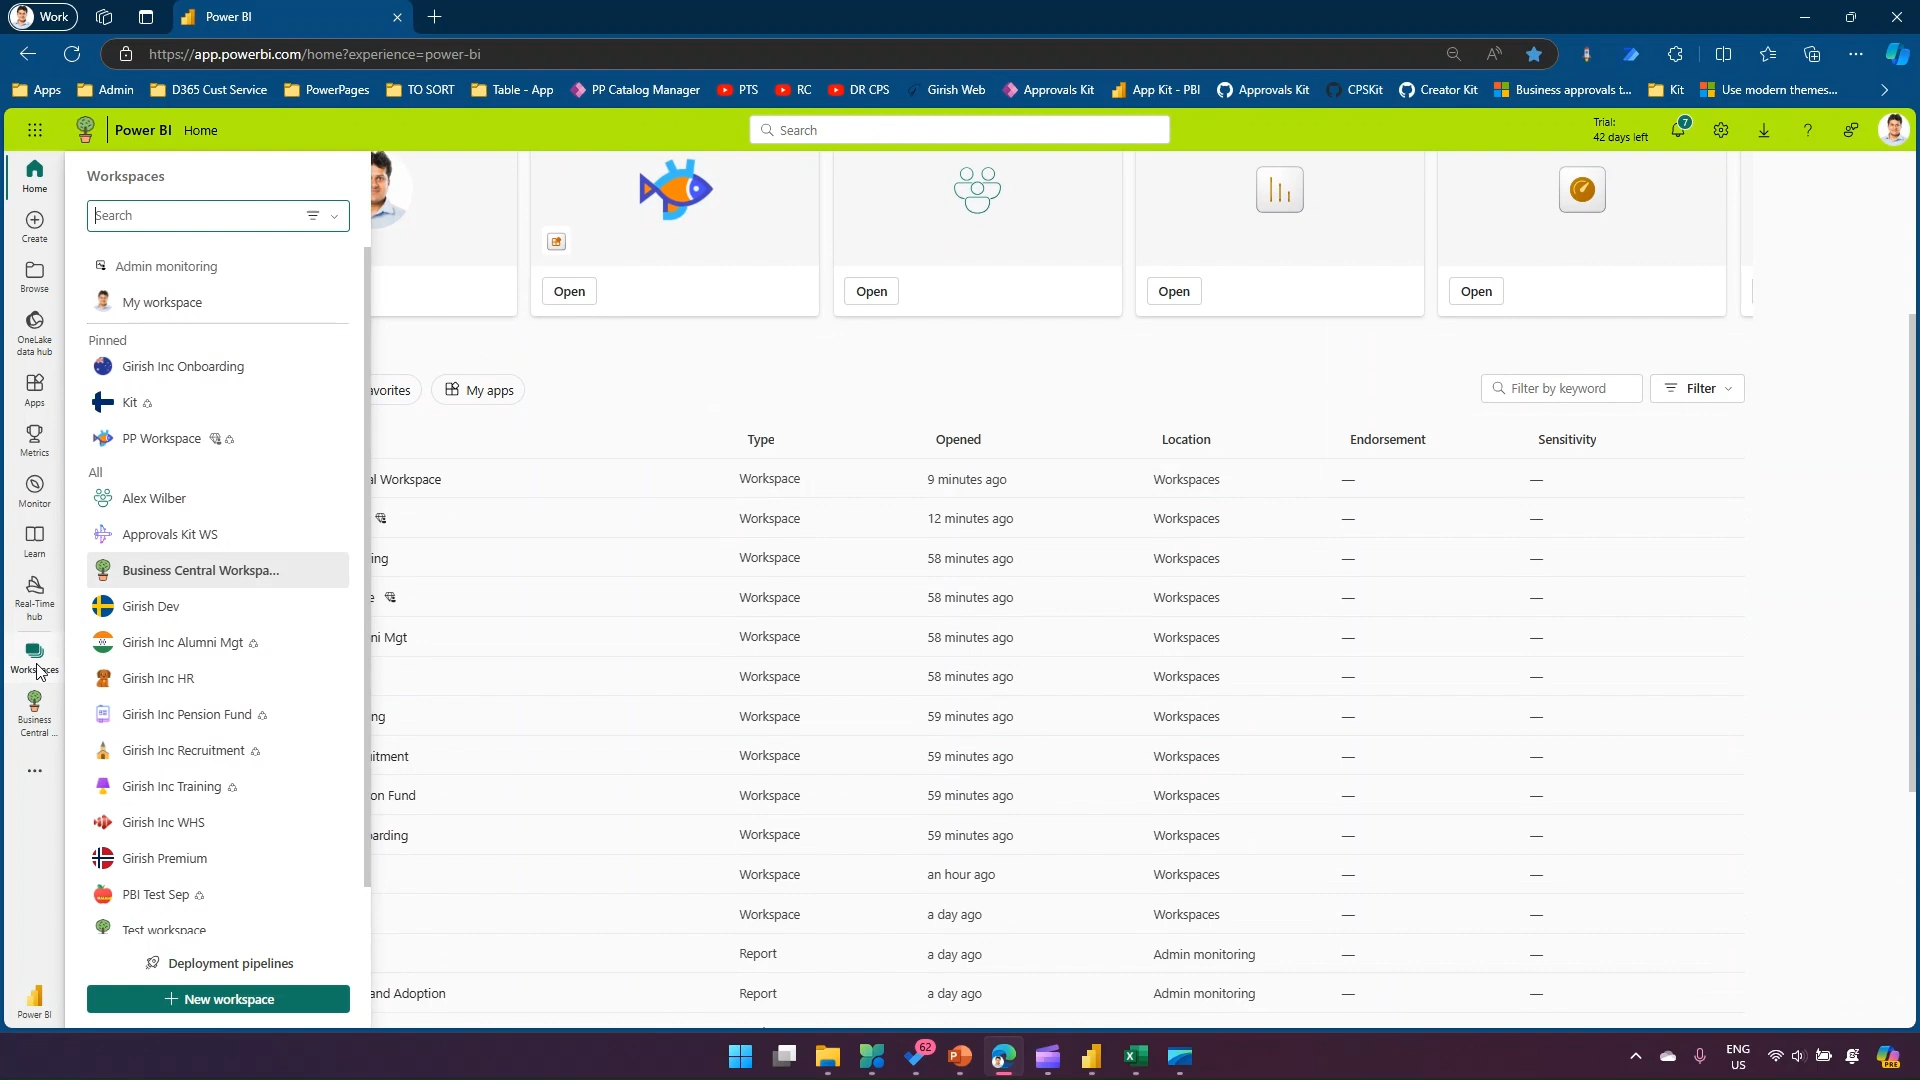 Work
Power BI
https://app.powerbi.com/home?experience=power-bi
Apps
Admin
D365 Cust Service
PowerPages
TO SORT
Table - App
PP Catalog Manager
PTS
RC
DR CPS
Girish Web
Approvals Kit
App Kit - PBI
Approvals Kit
CPSKit
Creator Kit
Business approvals t...
Kit
Use modern themes...
Power BI Home
Search
Trial:
42 days left
7
Home
Create
Browse
OneLake
data hub
Apps
Metrics
Monitor
Learn
Real-Time
hub
Workspaces
Business
Central ...
Power BI
Workspaces
Search
Admin monitoring
My workspace
Pinned
Girish Inc Onboarding
Kit
PP Workspace
All
Alex Wilber
Approvals Kit WS
Business Central Workspa...
Girish Dev
Girish Inc Alumni Mgt
Girish Inc HR
Girish Inc Pension Fund
Girish Inc Recruitment
Girish Inc Training
Girish Inc WHS
Girish Premium
PBI Test Sep
Test workspace
Deployment pipelines
New workspace
Open
Open
Open
Open
avorites
My apps
Filter by keyword
Filter
Type Opened Location Endorsement Sensitivity
al Workspace Workspace 9 minutes ago Workspaces — —
Workspace 12 minutes ago Workspaces — —
ing Workspace 58 minutes ago Workspaces — —
e Workspace 58 minutes ago Workspaces — —
ni Mgt Workspace 58 minutes ago Workspaces — —
Workspace 58 minutes ago Workspaces — —
ng Workspace 59 minutes ago Workspaces — —
uitment Workspace 59 minutes ago Workspaces — —
on Fund Workspace 59 minutes ago Workspaces — —
oarding Workspace 59 minutes ago Workspaces — —
Workspace an hour ago Workspaces — —
Workspace a day ago Workspaces — —
Report a day ago Admin monitoring — —
and Adoption Report a day ago Admin monitoring — —
62
ENG
US
PRE